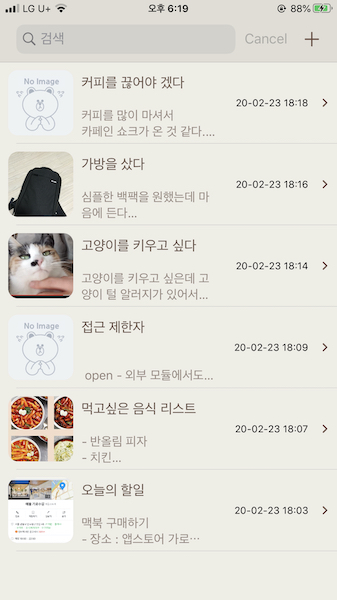 LG U+ 오후 6:19 88%
검색 Cancel
No Image
커피를 끊어야 겠다
커피를 많이 마셔서
카페인 쇼크가 온 것 같다....
20-02-23 18:18
가방을 샀다
심플한 백팩을 원했는데 마
음에 든다...
20-02-23 18:16
고양이를 키우고 싶다
고양이를 키우고 싶은데 고
양이 털 알러지가 있어서...
20-02-23 18:14
No Image
접근 제한자
open - 외부 모듈에서도...
20-02-23 18:09
먹고싶은 음식 리스트
- 반올림 피자
- 치킨...
20-02-23 18:07
오늘의 할일
맥북 구매하기
- 장소 : 앱스토어 가로...
20-02-23 18:03